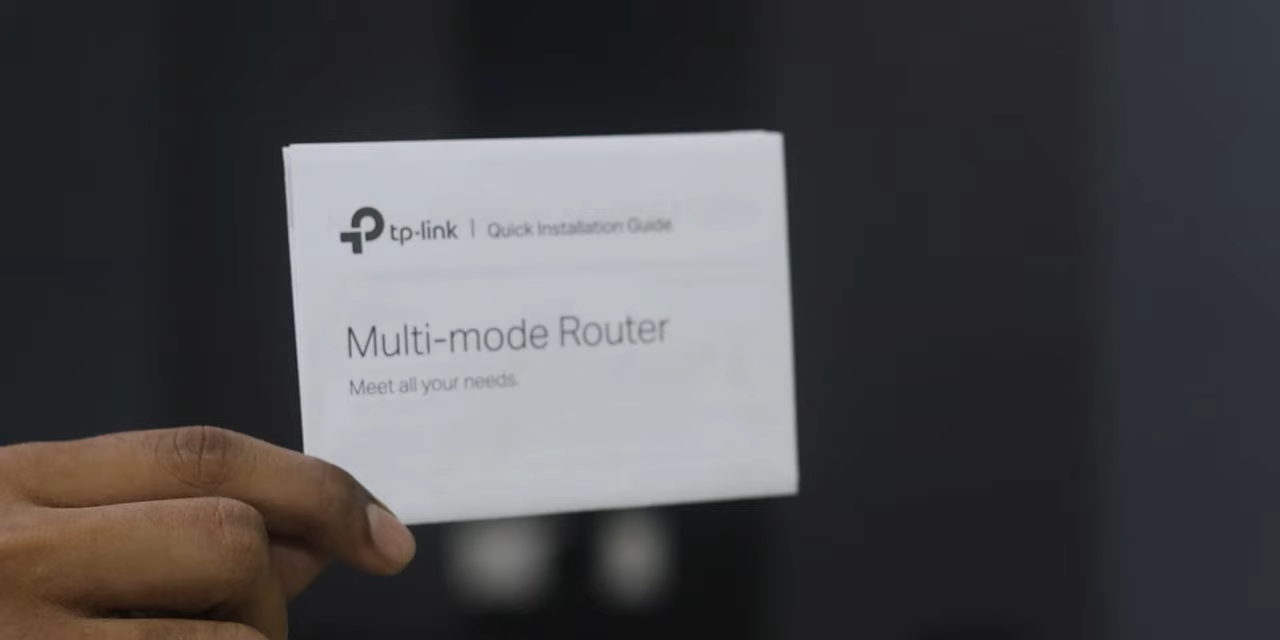 tp-link | Quick Installation Guide
Multi-mode Router
Meet all your needs.